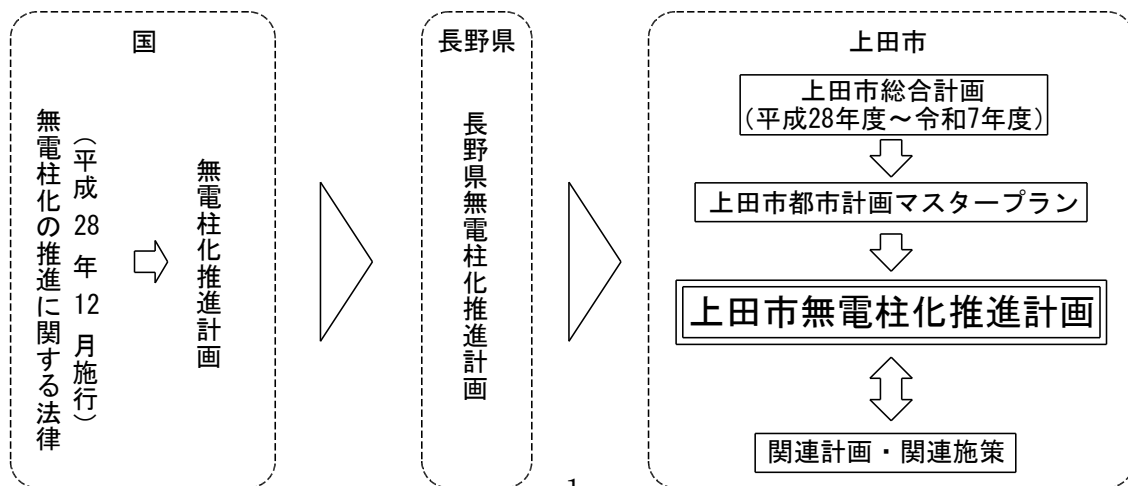 国
無電柱化の推進に関する法律
（平成28年12月施行）
無電柱化推進計画
長野県
長野県無電柱化推進計画
上田市
上田市総合計画
（平成28年度～令和7年度）
上田市都市計画マスタープラン
上田市無電柱化推進計画
関連計画・関連施策
1